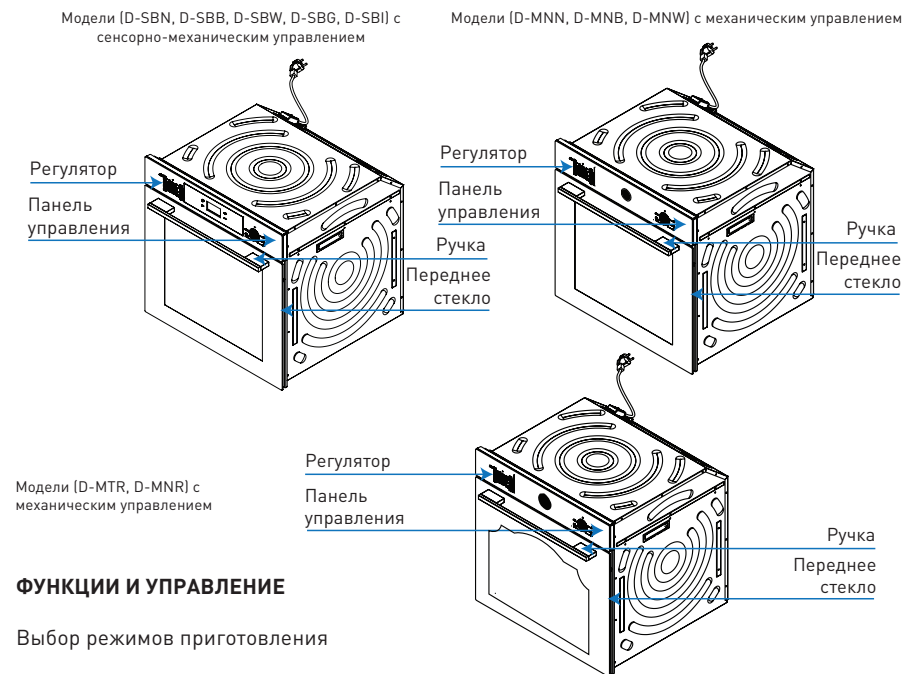 Модели (D-SBN, D-SBB, D-SBW, D-SBG, D-SBI) с
сенсорно-механическим управлением
Модели (D-MNN, D-MNB, D-MNW) с механическим управлением
Регулятор
Панель
управления
Ручка
Переднее
стекло
Регулятор
Панель
управления
Ручка
Переднее
стекло
Модели (D-MTR, D-MNR) с
механическим управлением
Регулятор
Панель
управления
Ручка
Переднее
стекло
ФУНКЦИИ И УПРАВЛЕНИЕ
Выбор режимов приготовления